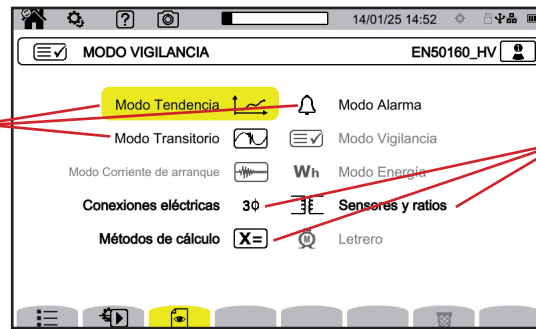 ? 14/01/25 14:52
MODO VIGILANCIA EN50160_HV
Modo Tendencia Modo Alarma
Modo Transitorio Modo Vigilancia
Modo Corriente de arranque Wh Modo Energía
Conexiones eléctricas 3ϕ Sensores y ratios
Métodos de cálculo X= M Letrero